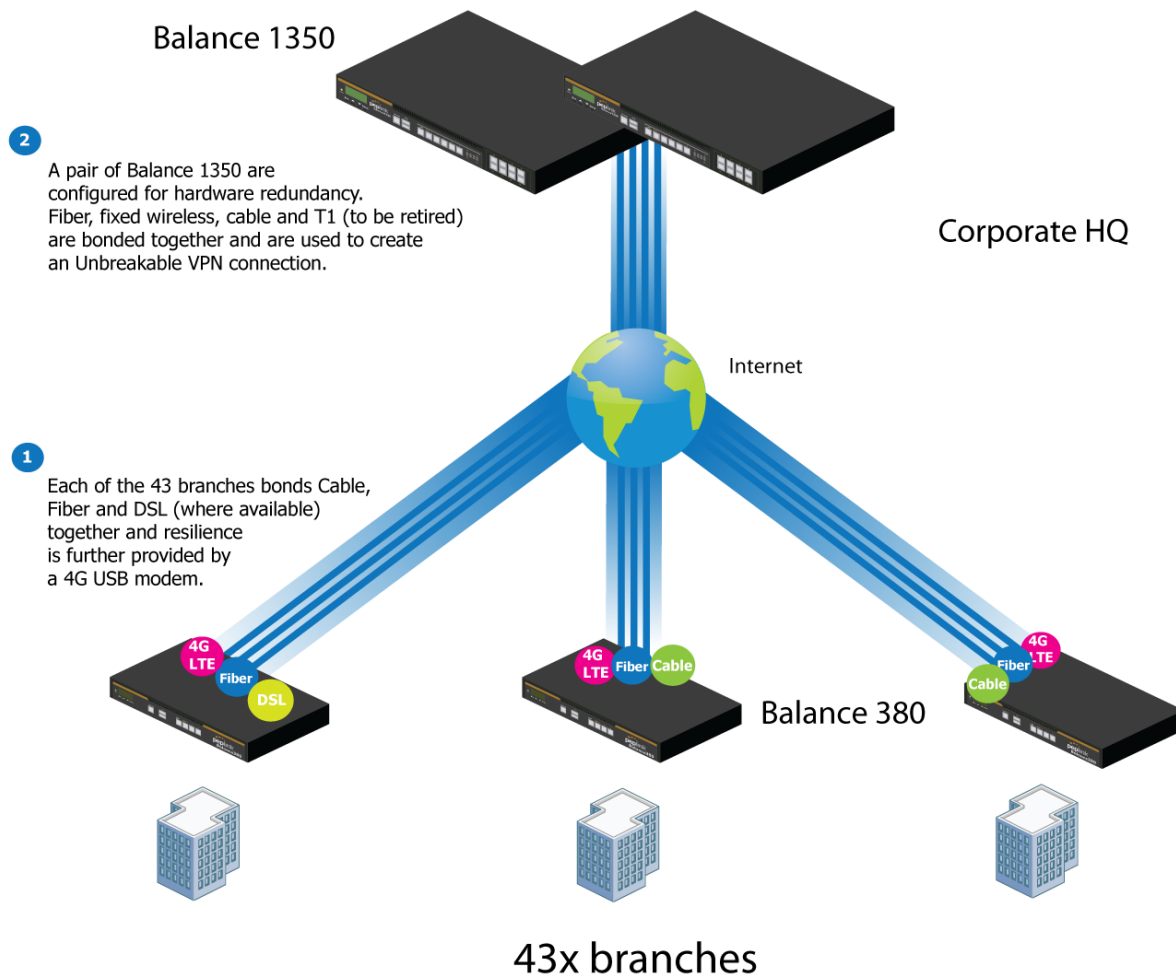 Balance 1350
2
A pair of Balance 1350 are
configured for hardware redundancy.
Fiber, fixed wireless, cable and T1 (to be retired)
are bonded together and are used to create
an Unbreakable VPN connection.
Corporate HQ
Internet
1
Each of the 43 branches bonds Cable,
Fiber and DSL (where available)
together and resilience
is further provided by
a 4G USB modem.
4G
LTE
Fiber
DSL
4G
LTE
Fiber
Cable
4G
LTE
Fiber
Cable
Balance 380
43x branches